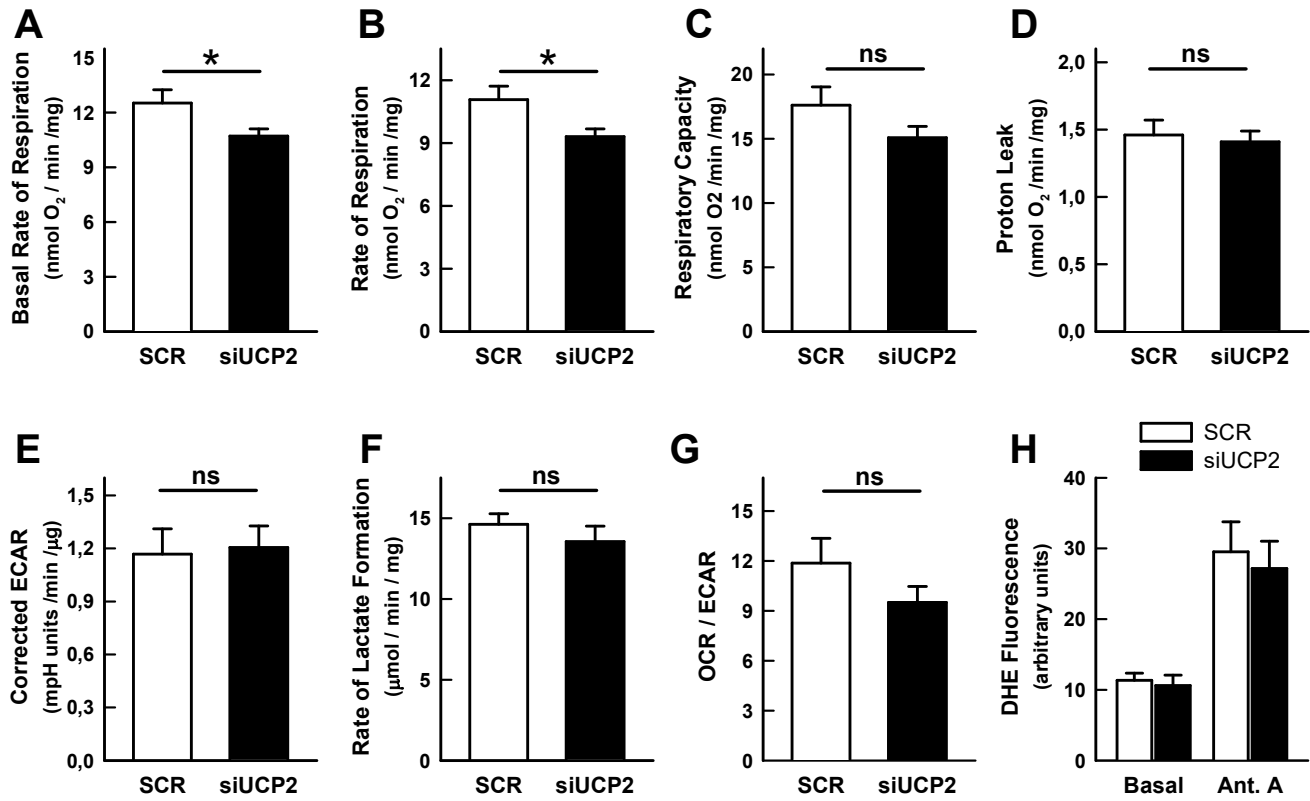 A
Basal Rate of Respiration
(nmol O2 / min /mg)
15
12
9
6
3
0
*
SCR siUCP2
B
Rate of Respiration
(nmol O2 / min /mg)
12
9
6
3
0
*
SCR siUCP2
C
Respiratory Capacity
(nmol O2 /min /mg)
20
15
10
5
0
ns
SCR siUCP2
D
Proton Leak
(nmol O2 /min /mg)
2,0
1,5
1,0
0,5
0,0
ns
SCR siUCP2
E
Corrected ECAR
(mpH units /min /μg)
1,5
1,2
0,9
0,6
0,3
0,0
ns
SCR siUCP2
F
Rate of Lactate Formation
(μmol / min / mg)
15
10
5
0
ns
SCR siUCP2
G
OCR / ECAR
15
12
9
6
3
0
ns
SCR siUCP2
H
SCR
siUCP2
DHE Fluorescence
(arbitrary units)
40
30
20
10
0
Basal Ant. A